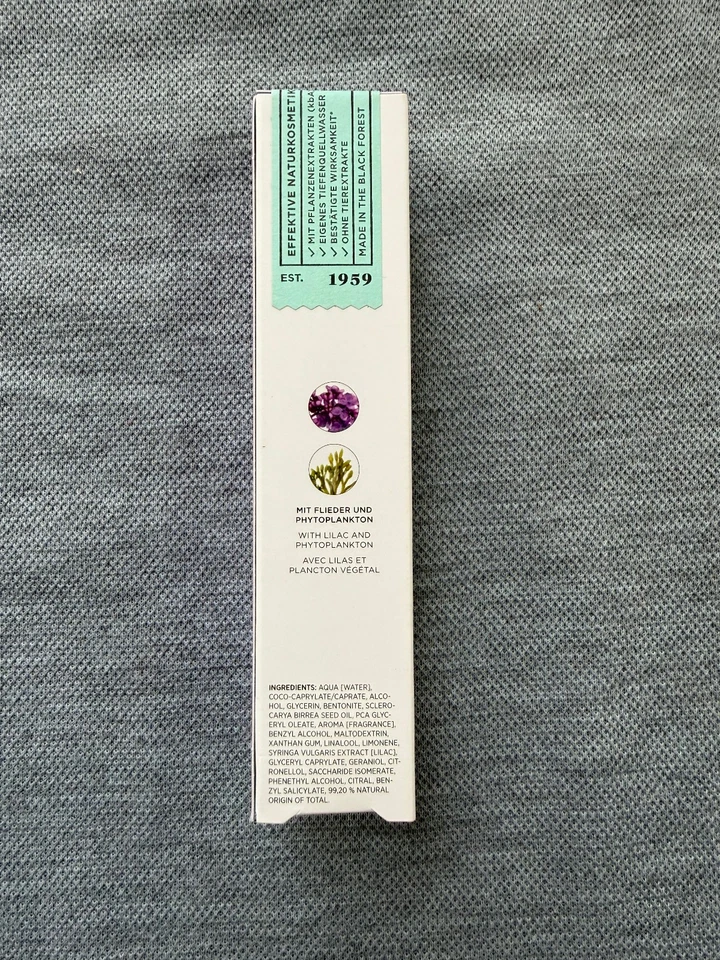 EFFEKTIVE NATURKOSMETIK
✓ MIT PFLANZENEXTRAKTEN (kbA
✓ EIGENES TIEFENQUELLWASSER
✓ BESTÄTIGTE WIRKSAMKEIT*
✓ OHNE TIEREXTRAKTE
MADE IN THE BLACK FOREST
EST. 1959
MIT FLIEDER UND
PHYTOPLANKTON
WITH LILAC AND
PHYTOPLANKTON
AVEC LILAS ET
PLANCTON VÉGÉTAL
INGREDIENTS: AQUA [WATER],
COCO-CAPRYLATE/CAPRATE, ALCO-
HOL, GLYCERIN, BENTONITE, SCLERO-
CARYA BIRREA SEED OIL, PCA GLYC-
ERYL OLEATE, AROMA [FRAGRANCE],
BENZYL ALCOHOL, MALTODEXTRIN,
XANTHAN GUM, LINALOOL, LIMONENE,
SYRINGA VULGARIS EXTRACT [LILAC],
GLYCERYL CAPRYLATE, GERANIOL, CIT-
RONELLOL, SACCHARIDE ISOMERATE,
PHENETHYL ALCOHOL, CITRAL, BEN-
ZYL SALICYLATE, 99,20 % NATURAL
ORIGIN OF TOTAL.